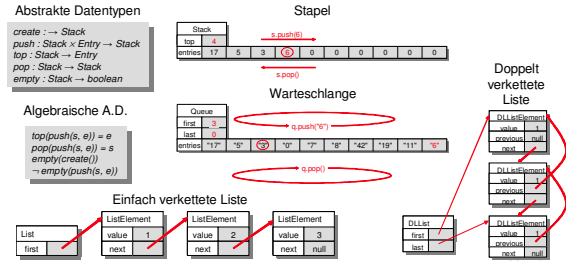 Abstrakte Datentypen
create : → Stack
push : Stack × Entry → Stack
top : Stack → Entry
pop : Stack → Stack
empty : Stack → boolean
Algebraische A.D.
top(push(s, e)) = e
pop(push(s, e)) = s
empty(create())
¬ empty(push(s, e))
Stapel
s.push(6)
Stack
top 4
entries 17 5 3 6 0 0 0 0 0 0
s.pop()
Warteschlange
Queue
first 3
last 0
q.push("6")
entries "17" "5" "3" "0" "7" "8" "42" "19" "11" "6"
q.pop()
Einfach verkettete Liste
List
first
ListElement
value 1
next
ListElement
value 2
next
ListElement
value 3
next null
Doppelt
verkettete
Liste
DLListElement
value 1
previous null
next
DLListElement
value 1
previous
next
DLList
first
last
DLListElement
value 1
previous
next null